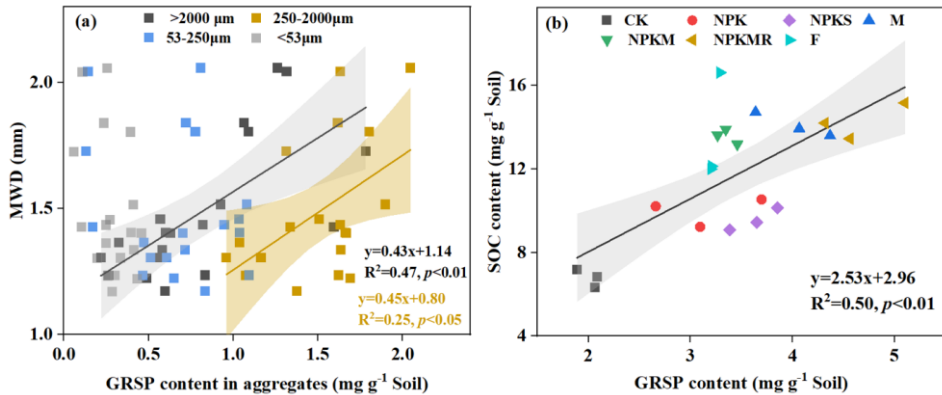 (a)
>2000 μm
250-2000μm
53-250μm
<53μm
MWD (mm)
2.0
1.5
1.0
0.0
0.5
1.0
1.5
2.0
y=0.43x+1.14
R²=0.47, p<0.01
y=0.45x+0.80
R²=0.25, p<0.05
GRSP content in aggregates (mg g⁻¹ Soil)
(b)
CK
NPK
NPKS
M
NPKM
NPKMR
F
SOC content (mg g⁻¹ Soil)
16
12
8
4
2
3
4
5
y=2.53x+2.96
R²=0.50, p<0.01
GRSP content (mg g⁻¹ Soil)